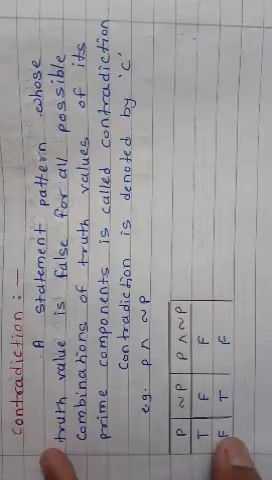 Contradiction : —
A statement pattern whose
truth value is false for all possible
combinations of truth values of its
prime components is called contradiction
Contradiction is denoted by 'c'
e.g. P ∧ ~P
P ~P P ∧ ~P
T F F
F T F